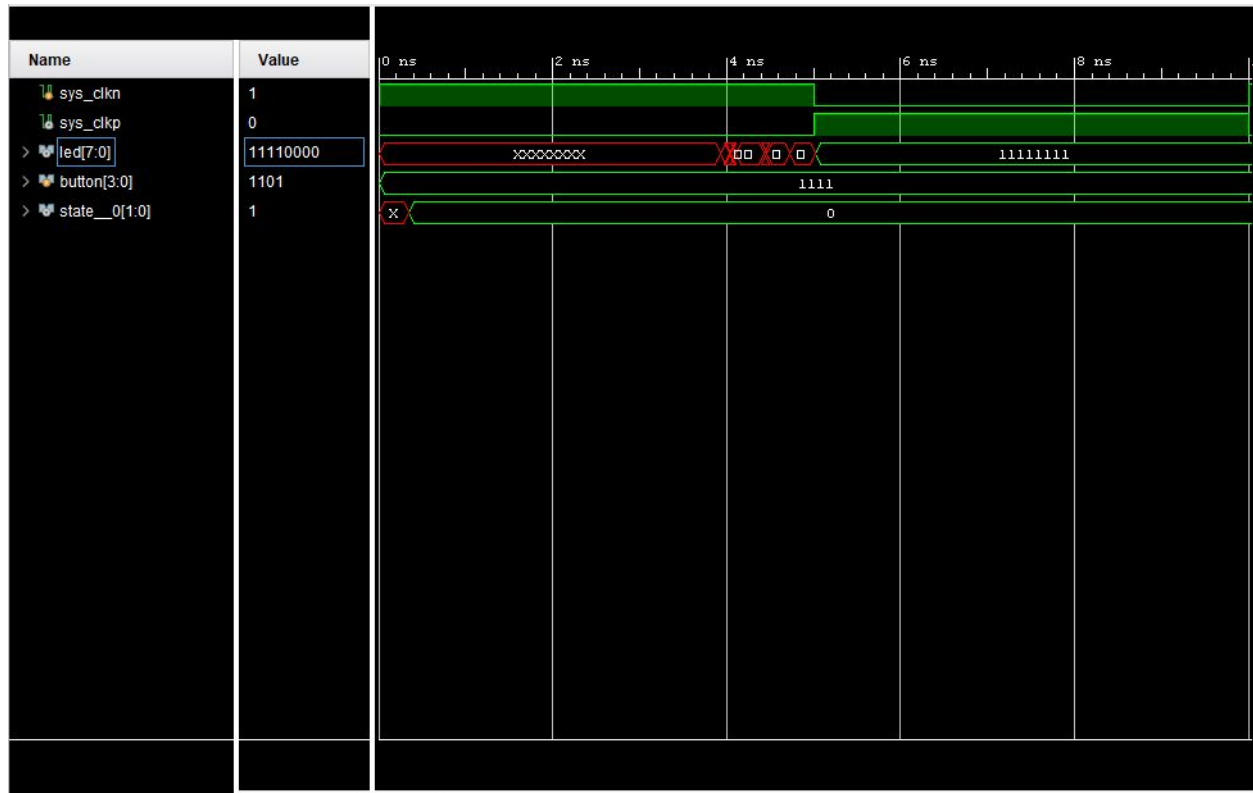 Name Value 0 ns 2 ns 4 ns 6 ns 8 ns
sys_clkn 1
sys_clkp 0
led[7:0] 11110000 XXXXXXXX 11111111
button[3:0] 1101 1111
state__0[1:0] 1 X 0